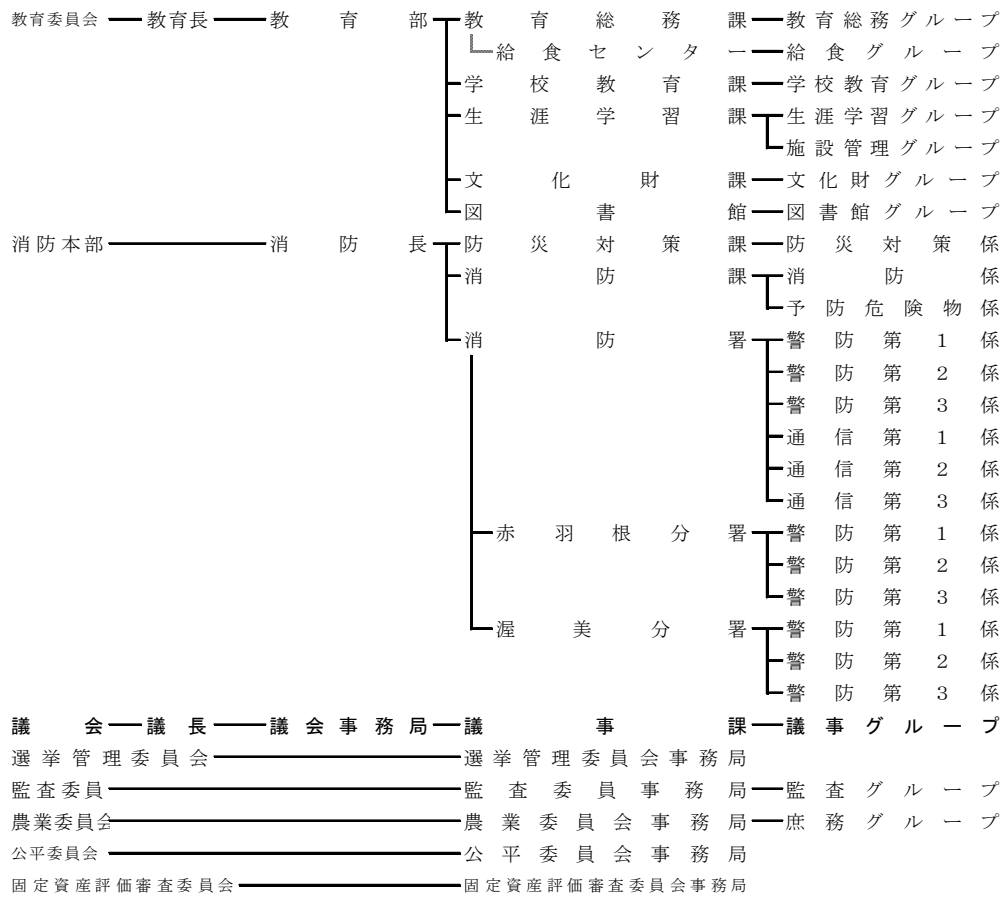 教育委員会 教育長 教育部 教育総務課 教育総務グループ
給食センター 給食グループ
学校教育課 学校教育グループ
生涯学習課 生涯学習グループ
施設管理グループ
文化財課 文化財グループ
図書館 図書館グループ
消防本部 消防長 防災対策課 防災対策係
消防課 消防係
予防危険物係
消防署 警防第1係
警防第2係
警防第3係
通信第1係
通信第2係
通信第3係
赤羽根分署 警防第1係
警防第2係
警防第3係
渥美分署 警防第1係
警防第2係
警防第3係
議会 議長 議会事務局 議事課 議事グループ
選挙管理委員会 選挙管理委員会事務局
監査委員 監査委員事務局 監査グループ
農業委員会 農業委員会事務局 庶務グループ
公平委員会 公平委員会事務局
固定資産評価審査委員会 固定資産評価審査委員会事務局